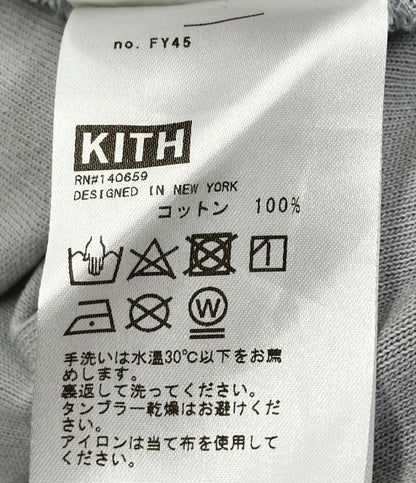 no. FY45
KITH
RN#140659
DESIGNED IN NEW YORK
コットン 100%
W
手洗いは水温30℃以下をお薦
めします。
裏返して洗ってください。
タンブラー乾燥はお避けくだ
さい。
アイロンは当て布を使用して
ください。